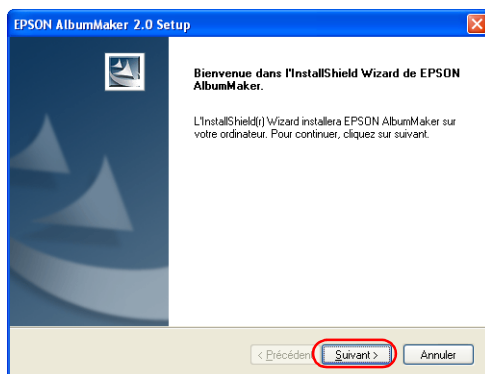 EPSON AlbumMaker 2.0 Setup
Bienvenue dans l'InstallShield Wizard de EPSON
AlbumMaker.
L'InstallShield(r) Wizard installera EPSON AlbumMaker sur
votre ordinateur. Pour continuer, cliquez sur suivant.
< Précéden Suivant > Annuler